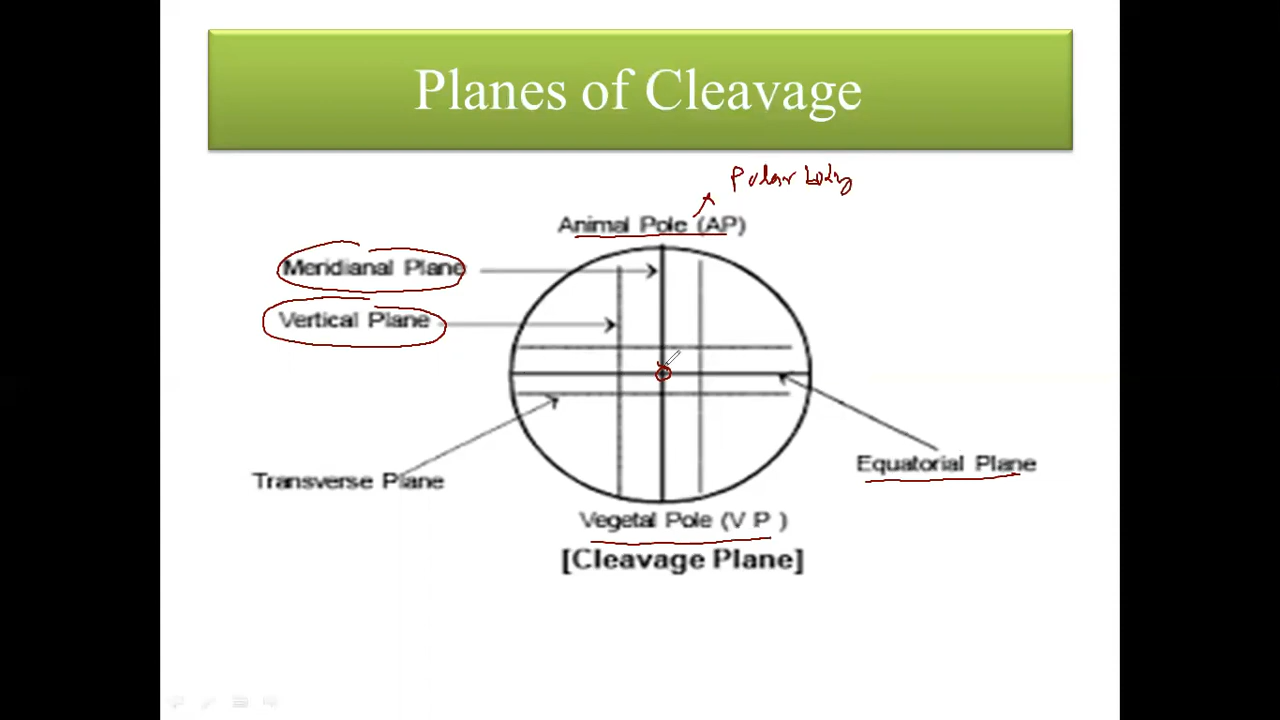 Planes of Cleavage
Polar body
Animal Pole (AP)
Meridianal Plane
Vertical Plane
Equatorial Plane
Transverse Plane
Vegetal Pole (V P )
[Cleavage Plane]